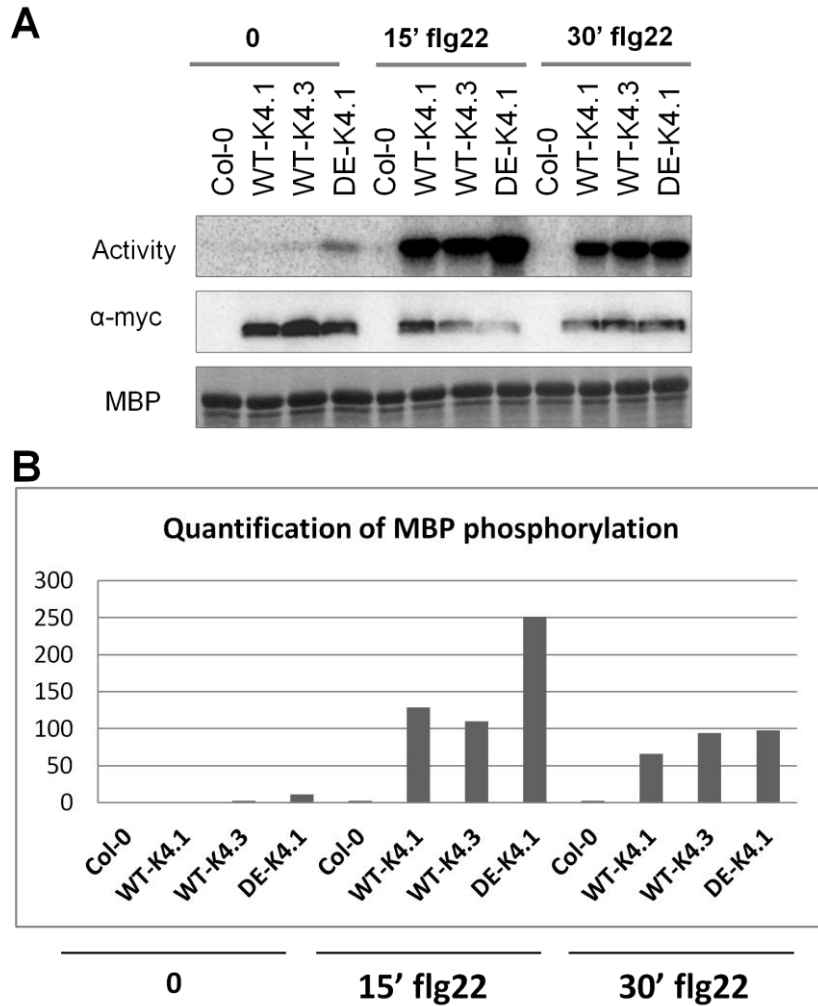 A
0 15' flg22 30' flg22
Col-0 WT-K4.1 WT-K4.3 DE-K4.1 Col-0 WT-K4.1 WT-K4.3 DE-K4.1 Col-0 WT-K4.1 WT-K4.3 DE-K4.1
Activity
α-myc
MBP
B
Quantification of MBP phosphorylation
300
250
200
150
100
50
0
Col-0 WT-K4.1 WT-K4.3 DE-K4.1 Col-0 WT-K4.1 WT-K4.3 DE-K4.1 Col-0 WT-K4.1 WT-K4.3 DE-K4.1
0 15' flg22 30' flg22